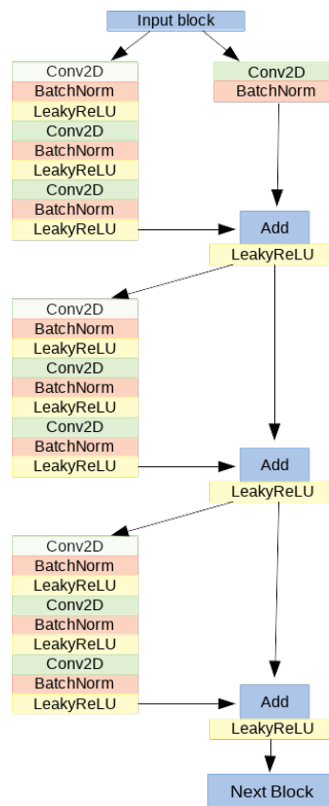 Input block
Conv2D
BatchNorm
LeakyReLU
Conv2D
BatchNorm
LeakyReLU
Conv2D
BatchNorm
LeakyReLU
Conv2D
BatchNorm
Add
LeakyReLU
Conv2D
BatchNorm
LeakyReLU
Conv2D
BatchNorm
LeakyReLU
Conv2D
BatchNorm
LeakyReLU
Add
LeakyReLU
Conv2D
BatchNorm
LeakyReLU
Conv2D
BatchNorm
LeakyReLU
Conv2D
BatchNorm
LeakyReLU
Add
LeakyReLU
Next Block